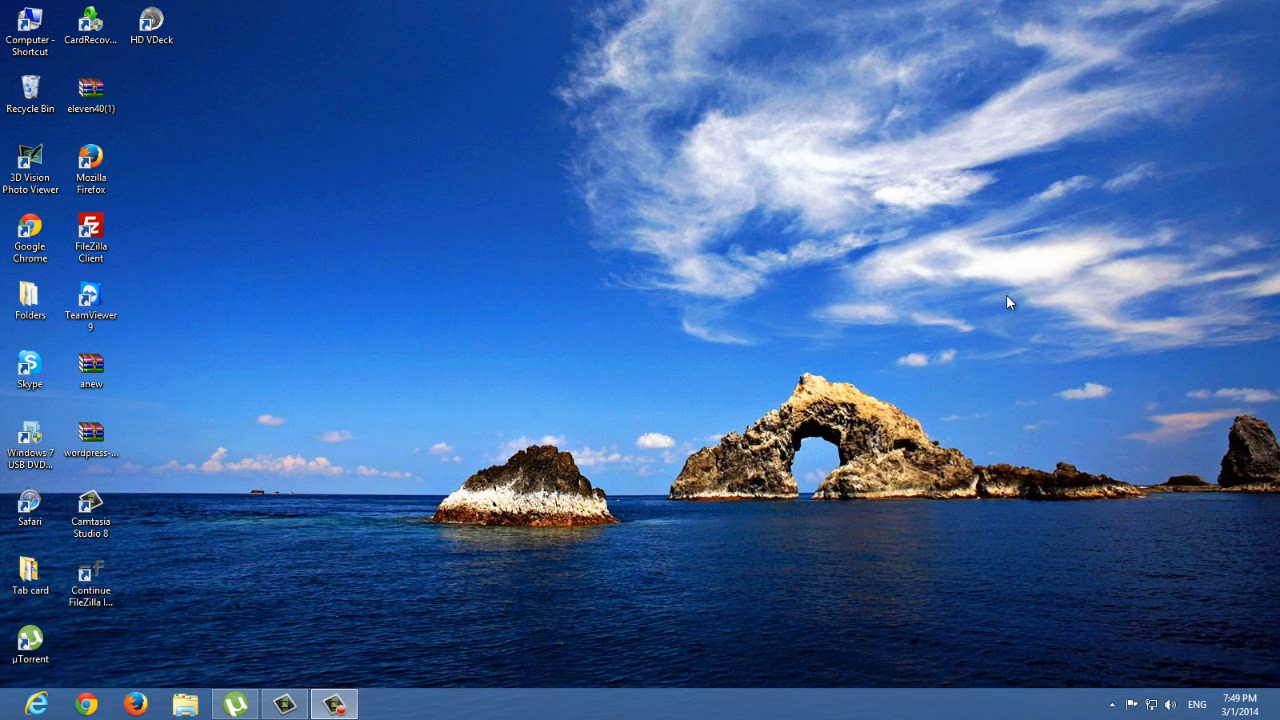 Computer -
Shortcut
CardRecov...
HD VDeck
Recycle Bin
eleven40(1)
3D Vision
Photo Viewer
Mozilla
Firefox
Google
Chrome
FileZilla
Client
Folders
TeamViewer
9
Skype
anew
Windows 7
USB DVD...
wordpress-...
Safari
Camtasia
Studio 8
Tab card
Continue
FileZilla I...
µTorrent
ENG
7:49 PM
3/1/2014